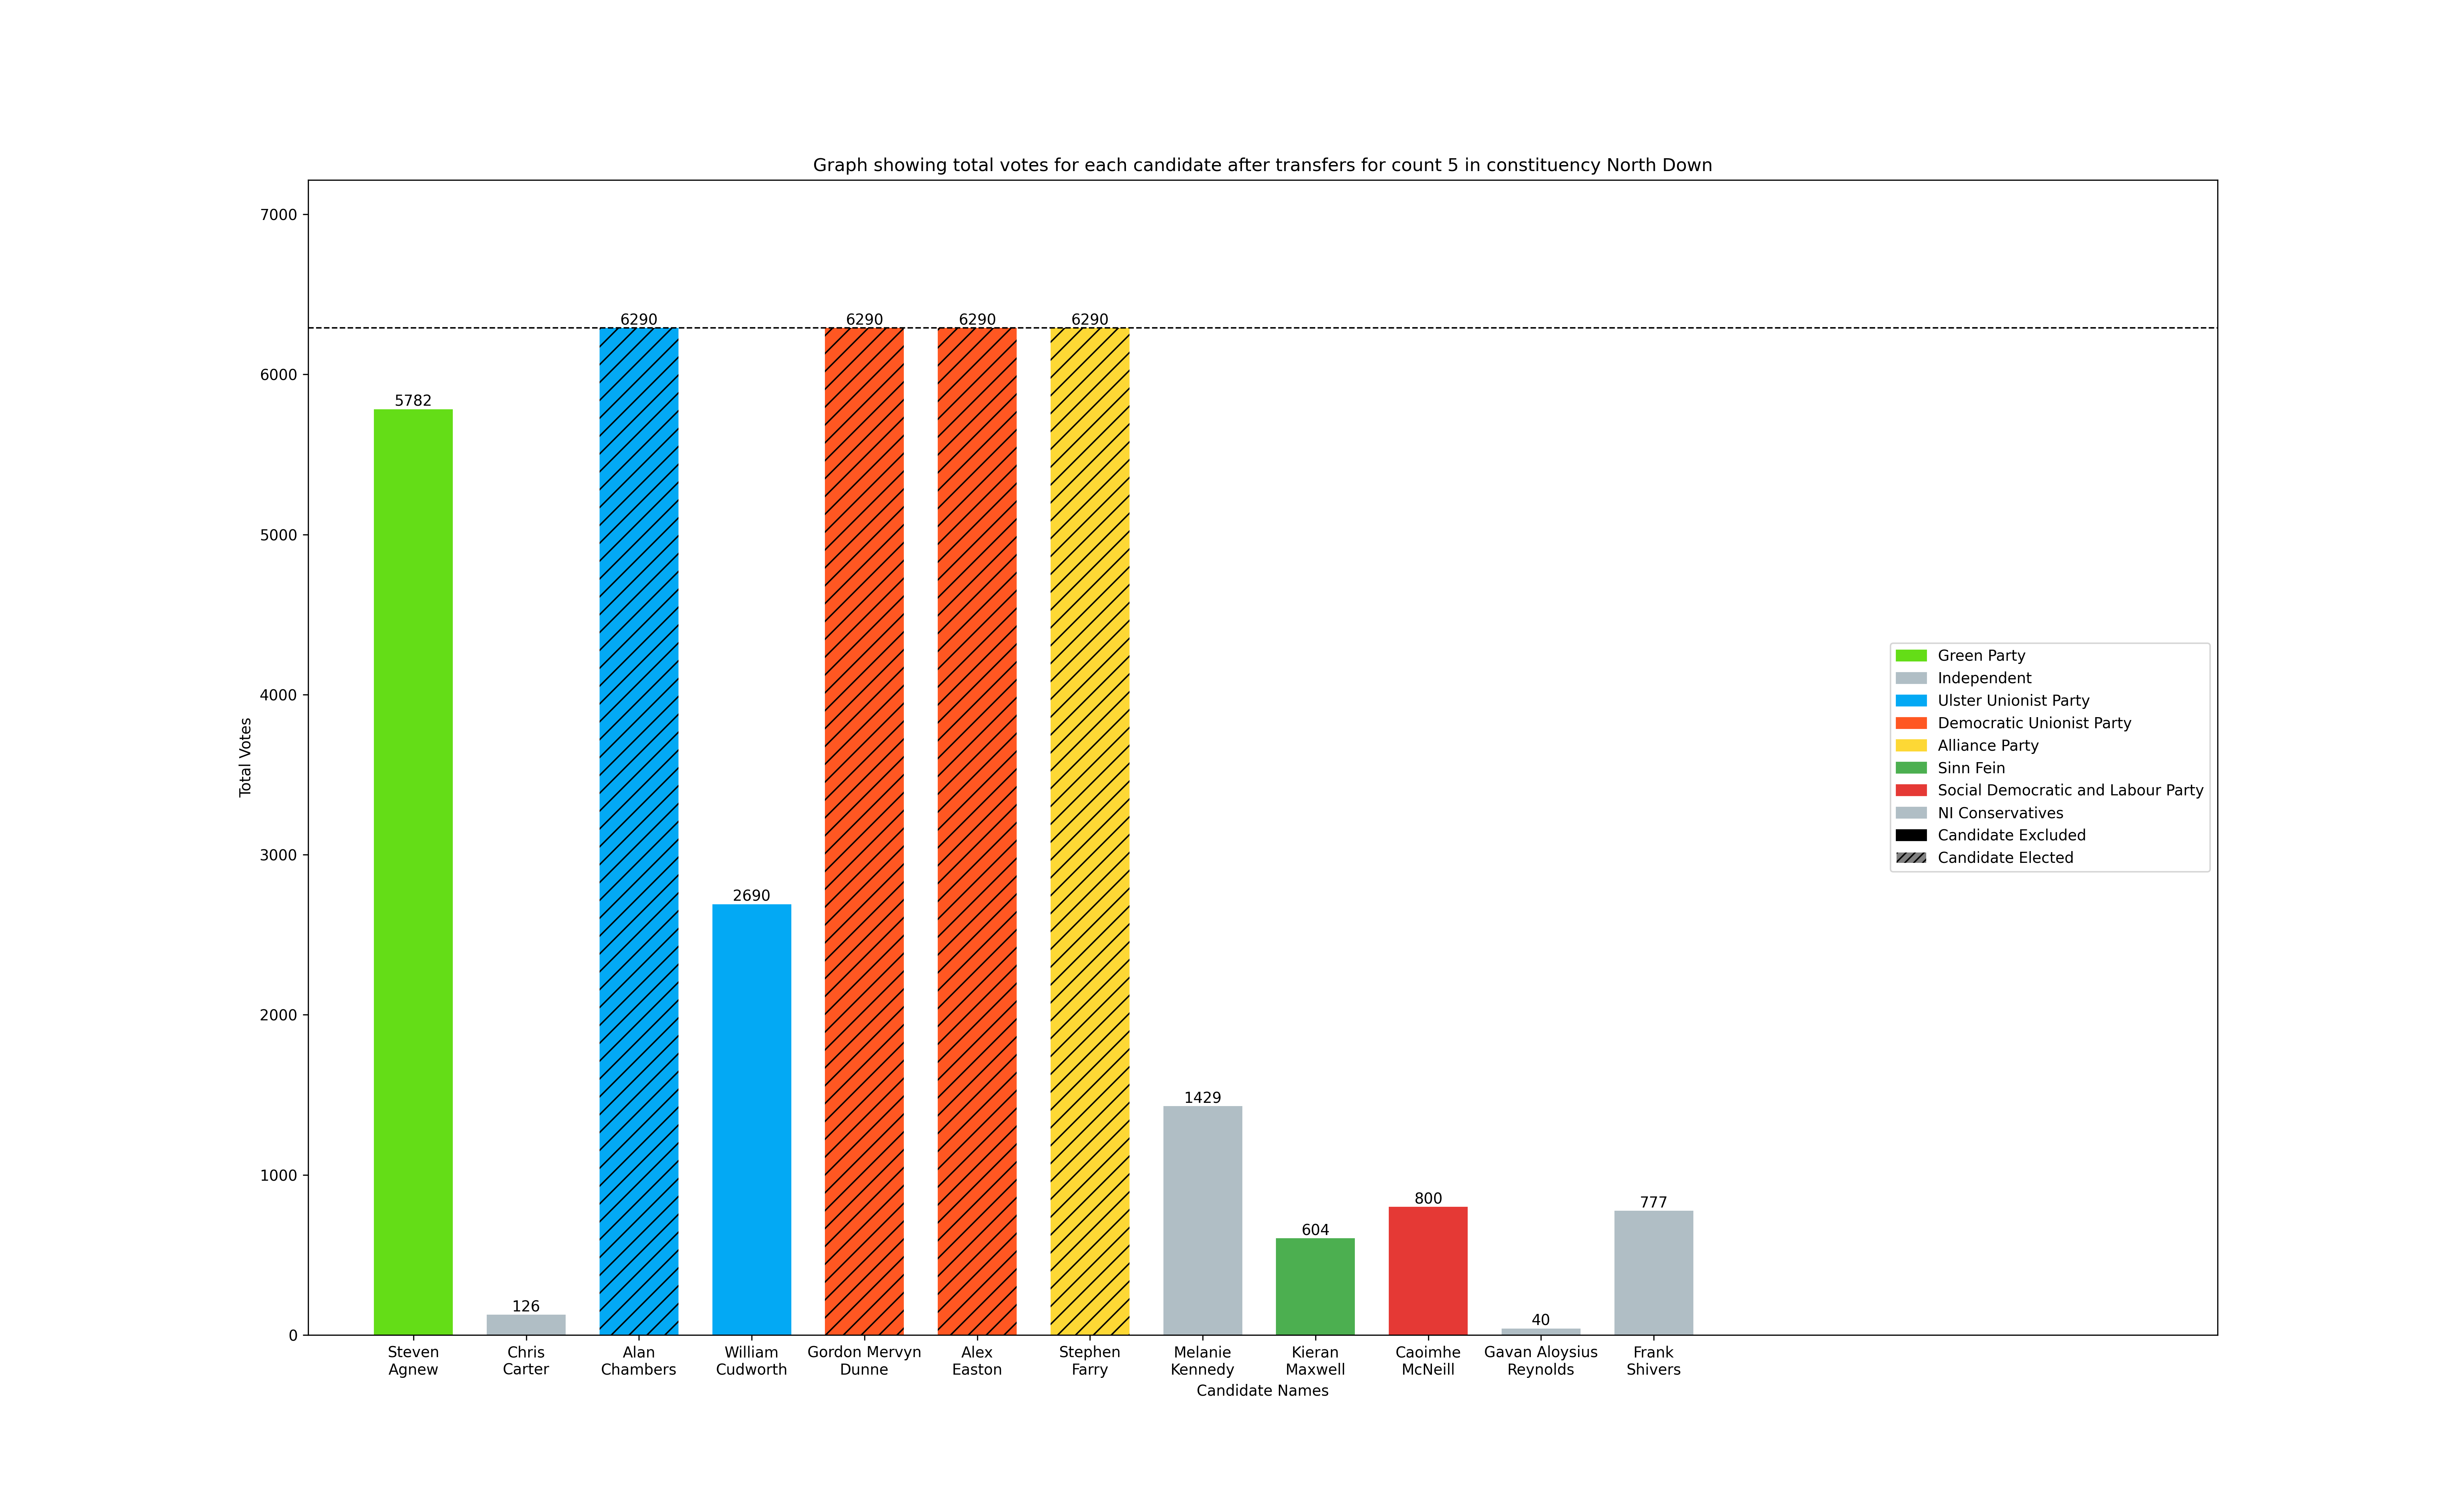 Graph showing total votes for each candidate after transfers for count 5 in constituency North Down
7000
6000
5000
4000
3000
2000
1000
0
Total Votes
5782
126
6290
2690
6290
6290
6290
1429
604
800
40
777
Green Party
Independent
Ulster Unionist Party
Democratic Unionist Party
Alliance Party
Sinn Fein
Social Democratic and Labour Party
NI Conservatives
Candidate Excluded
Candidate Elected
Steven
Agnew
Chris
Carter
Alan
Chambers
William
Cudworth
Gordon Mervyn
Dunne
Alex
Easton
Stephen
Farry
Melanie
Kennedy
Kieran
Maxwell
Caoimhe
McNeill
Gavan Aloysius
Reynolds
Frank
Shivers
Candidate Names